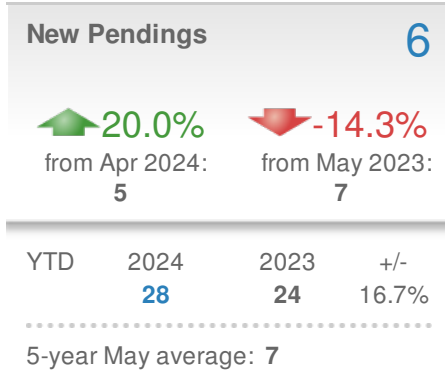 New Pendings 6
20.0% -14.3%
from Apr 2024: from May 2023:
5 7
YTD 2024 2023 +/-
28 24 16.7%
5-year May average: 7